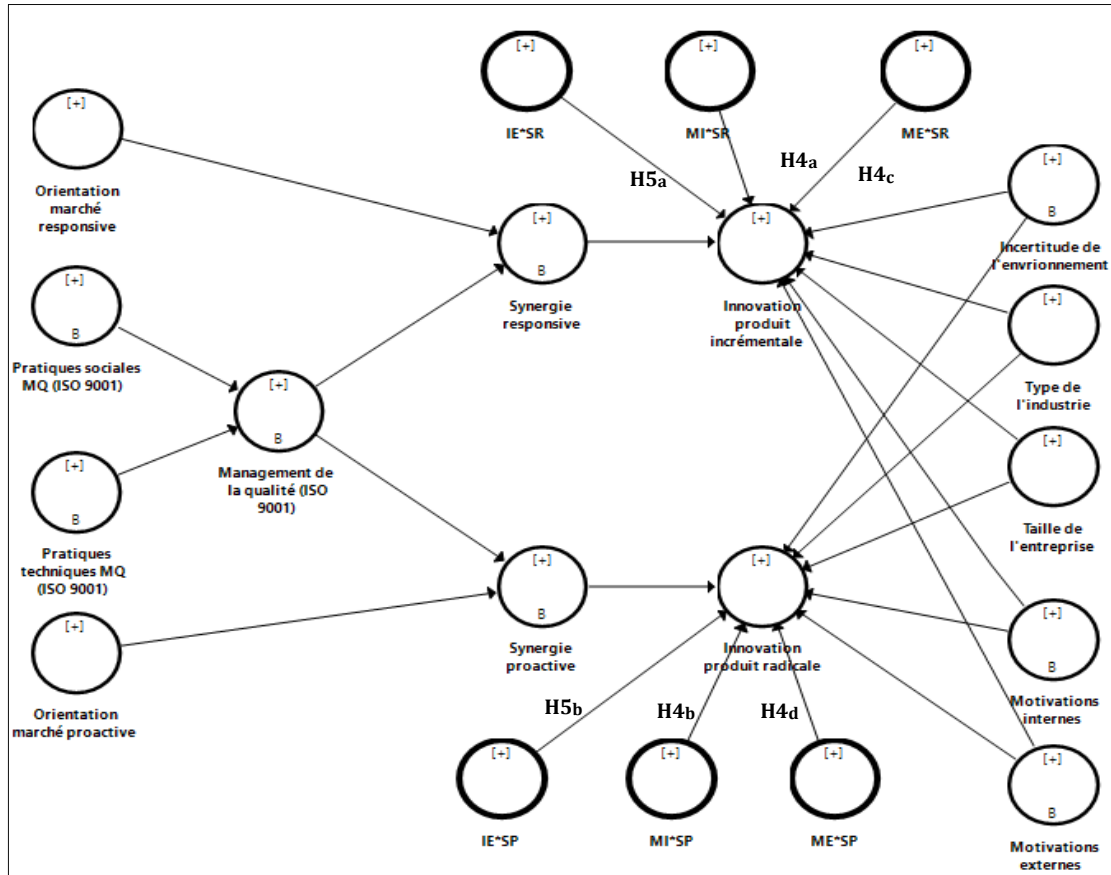 [+]
IE*SR
[+]
MI*SR
[+]
ME*SR
[+]
Orientation
marché
responsive
H5a
H4a
H4c
[+]
B
Incertitude de
l'envrionnement
[+]
B
Synergie
responsive
[+]
Innovation
produit
incrémentale
[+]
B
Pratiques sociales
MQ (ISO 9001)
[+]
Type de
l'industrie
[+]
B
Management de
la qualité (ISO
9001)
[+]
B
Pratiques
techniques MQ
(ISO 9001)
[+]
Taille de
l'entreprise
[+]
B
Synergie
proactive
[+]
Innovation
produit radicale
[+]
Orientation
marché proactive
[+]
B
Motivations
internes
H5b
H4b
H4d
[+]
IE*SP
[+]
MI*SP
[+]
ME*SP
[+]
B
Motivations
externes